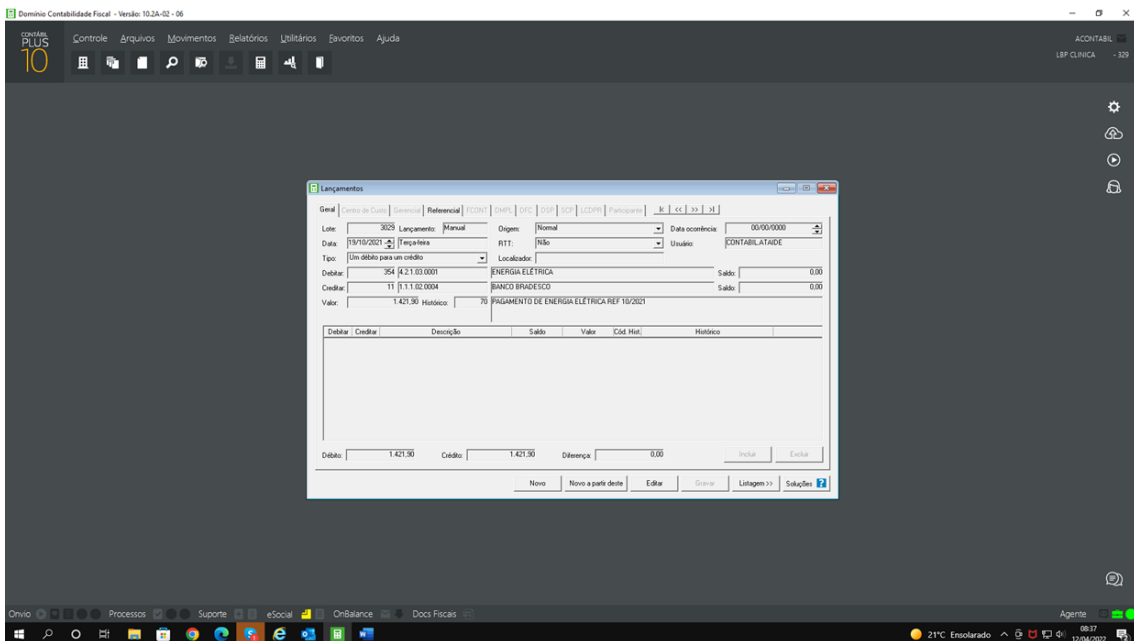 Domínio Contabilidade Fiscal - Versão: 10.2A-02 - 06
CONTÁBIL PLUS 10
Controle Arquivos Movimentos Relatórios Utilitários Favoritos Ajuda
ACONTABIL
LBP CLINICA - 329
Lançamentos
Geral Centro de Custo Gerencial Referencial FCONT DMPL DFC DSP SCP LCDPR Participante K << >> >|
Lote: 3029 Lançamento: Manual Origem: Normal Data ocorrência: 00/00/0000
Data: 19/10/2021 Terça-feira RTT: Não Usuário: CONTABIL.ATAIDE
Tipo: Um débito para um crédito Localizador:
Debitar: 354 4.2.1.03.0001 ENERGIA ELÉTRICA Saldo: 0,00
Creditar: 11 1.1.1.02.0004 BANCO BRADESCO Saldo: 0,00
Valor: 1.421,90 Histórico: 70 PAGAMENTO DE ENERGIA ELÉTRICA REF 10/2021
Debitar Creditar Descrição Saldo Valor Cód. Hist. Histórico
Débito: 1.421,90 Crédito: 1.421,90 Diferença: 0,00 Incluir Excluir
Novo Novo a partir deste Editar Gravar Listagem >> Soluções ?
Onvio Processos Suporte eSocial OnBalance Docs Fiscais Agente
21°C Ensolarado 08:37
12/04/2022